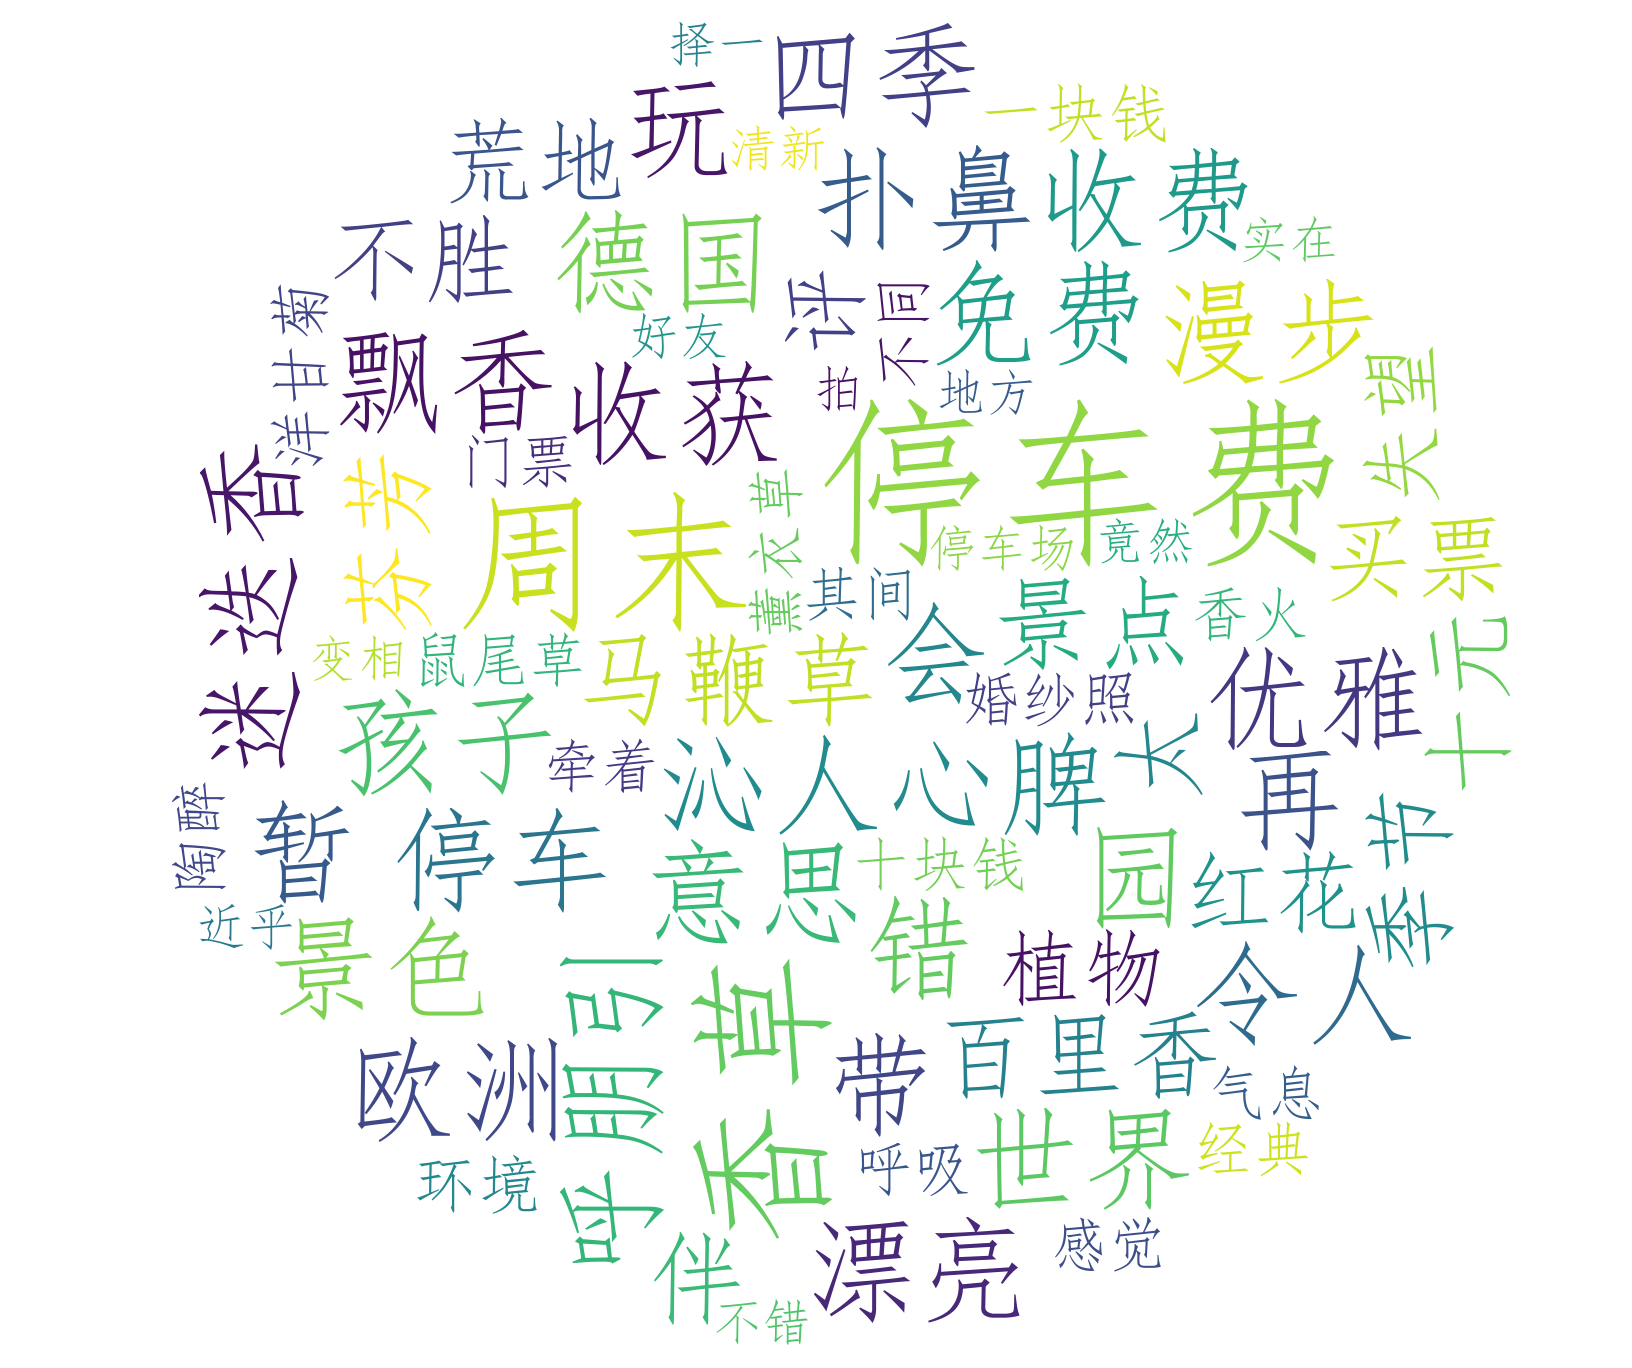 择一
四季
玩
清新
一块钱
荒地
扑鼻
收费
不胜
德国
实在
评
不间
免费
漫步
洋甘菊
飘香
好友
收获
拍
地方
失望
停车费
门票
迷迭香
芬芳
周末
薰衣草
停车场
竟然
买票
其间
会
景点
香火
十元
变相
鼠尾草
马鞭草
婚纱照
优雅
孩子
牵着
沁人心脾
天
再
陶醉
暂
停车
意思
十块钱
园
红花
季节
近乎
景色
错
植物
令人
呼朋引
香草
欧洲
带
百里香
气息
环境
呼吸
世界
经典
伴
漂亮
感觉
不错